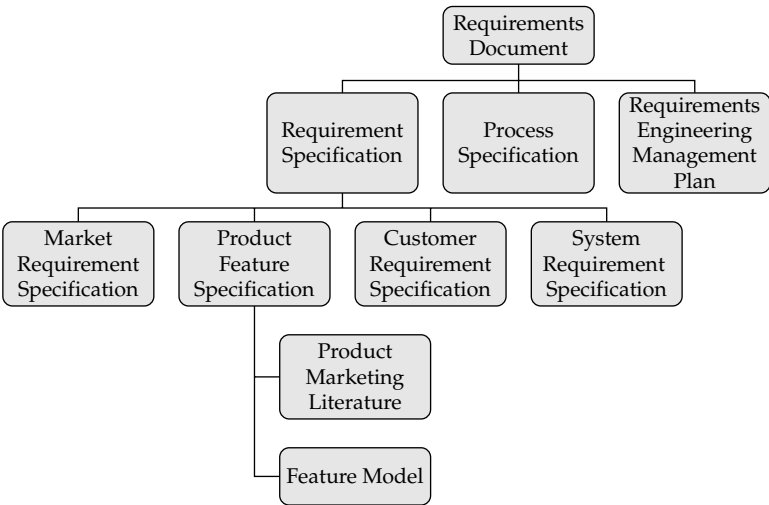 Requirements
Document
Requirement
Specification
Process
Specification
Requirements
Engineering
Management
Plan
Market
Requirement
Specification
Product
Feature
Specification
Customer
Requirement
Specification
System
Requirement
Specification
Product
Marketing
Literature
Feature Model